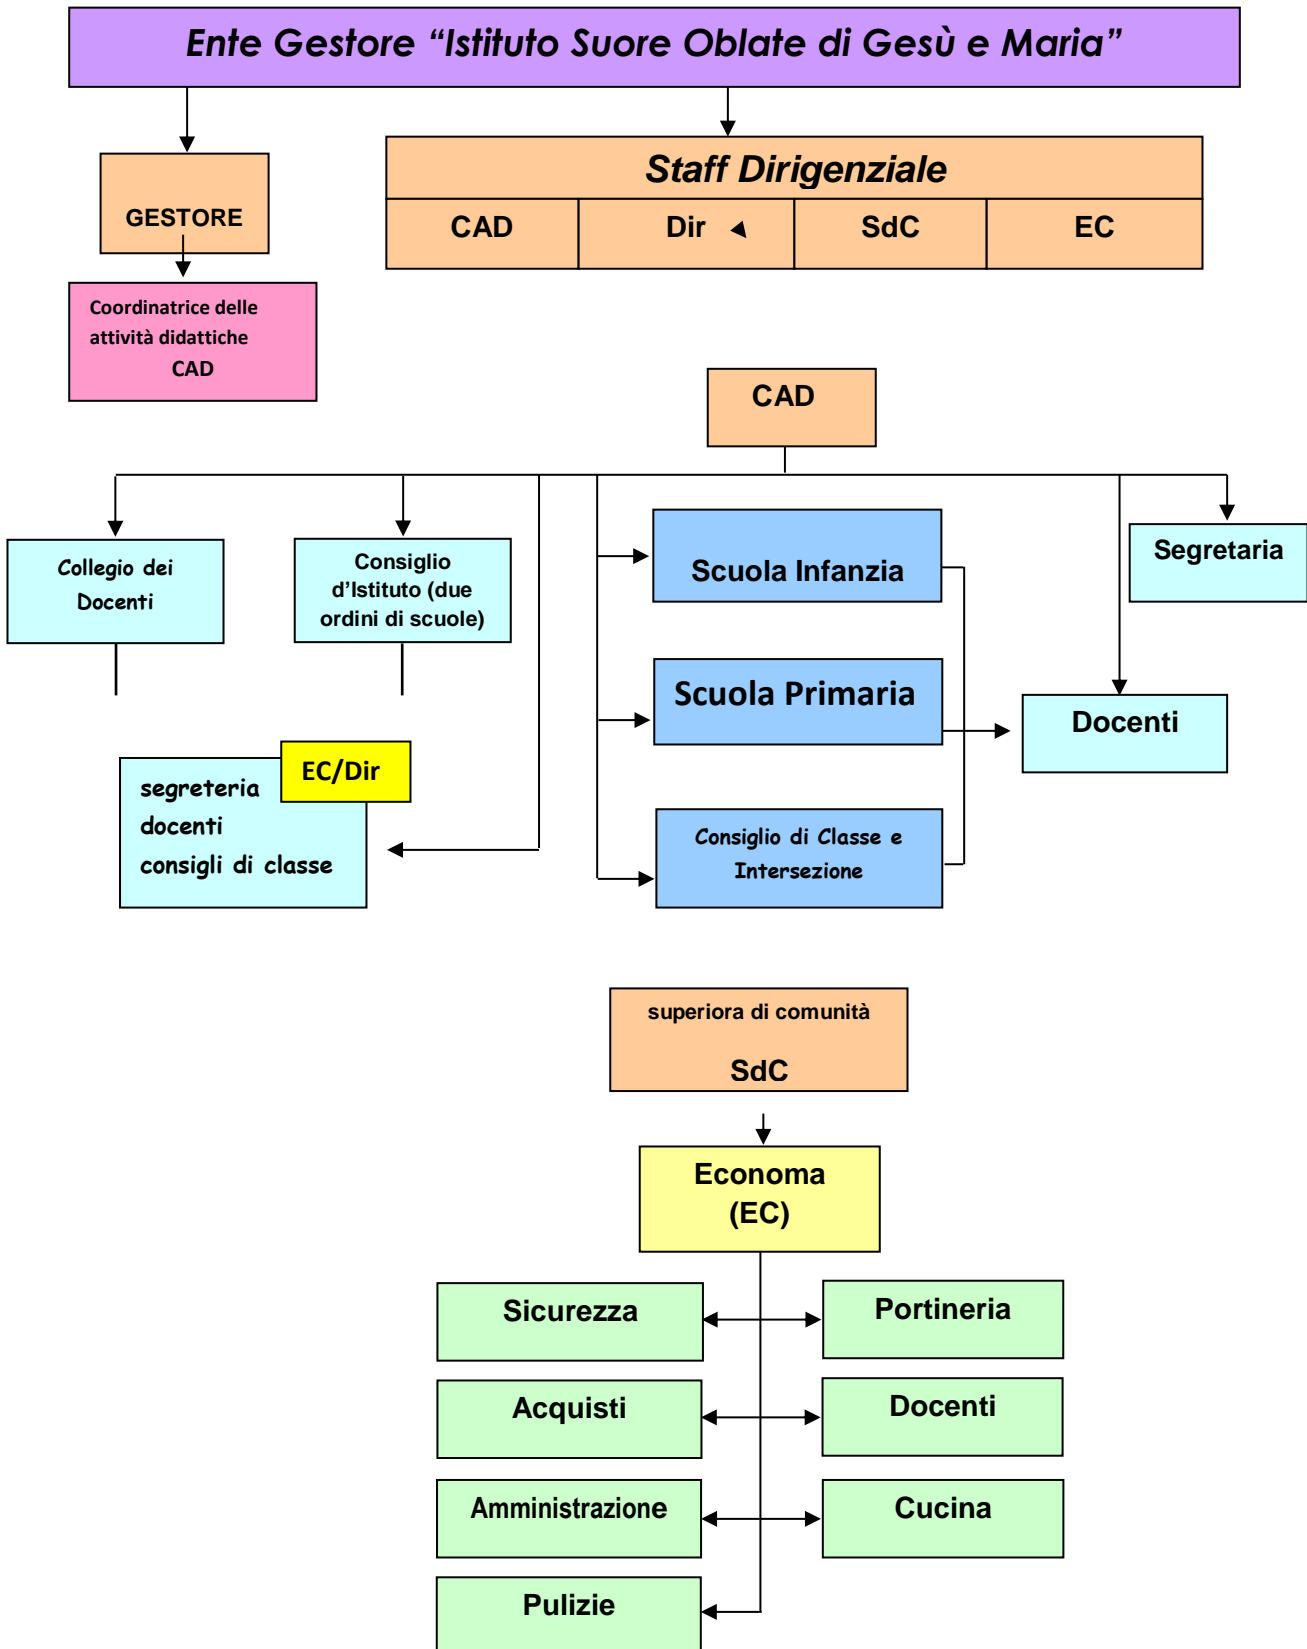 Ente Gestore “Istituto Suore Oblate di Gesù e Maria”
GESTORE
Staff Dirigenziale
CAD
Dir
SdC
EC
Coordinatrice delle
attività didattiche
CAD
CAD
Collegio dei
Docenti
Consiglio
d’Istituto (due
ordini di scuole)
Scuola Infanzia
Segretaria
Scuola Primaria
Docenti
EC/Dir
segreteria
docenti
consigli di classe
Consiglio di Classe e
Intersezione
superiora di comunità
SdC
Economa
(EC)
Sicurezza
Portineria
Acquisti
Docenti
Amministrazione
Cucina
Pulizie